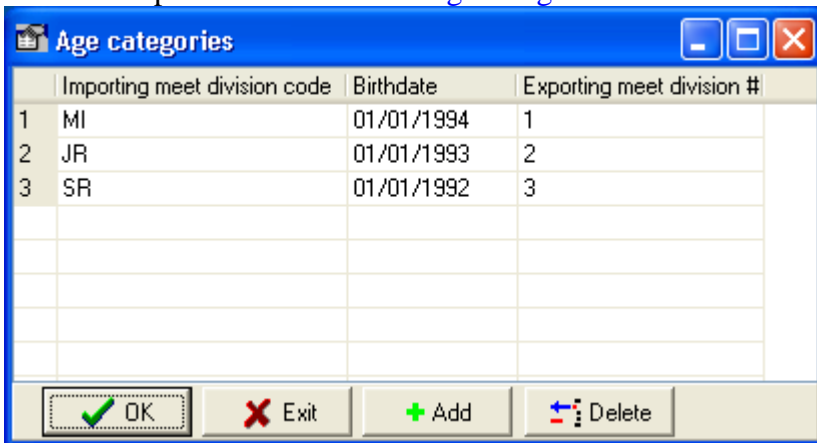 Age categories
Importing meet division code Birthdate Exporting meet division #
1 MI 01/01/1994 1
2 JR 01/01/1993 2
3 SR 01/01/1992 3
OK Exit Add Delete